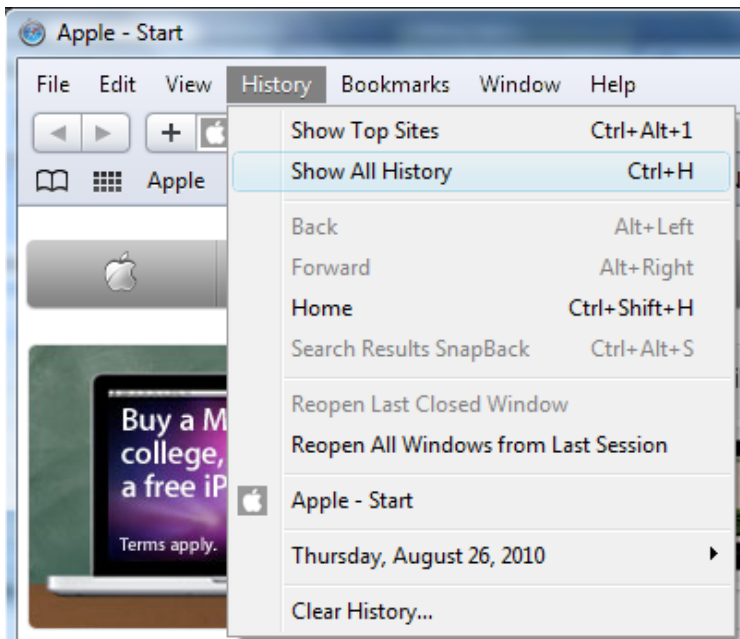 Apple - Start
File Edit View History Bookmarks Window Help
Show Top Sites Ctrl+Alt+1
Show All History Ctrl+H
Apple
Back Alt+Left
Forward Alt+Right
Home Ctrl+Shift+H
Search Results SnapBack Ctrl+Alt+S
Reopen Last Closed Window
Reopen All Windows from Last Session
Apple - Start
Thursday, August 26, 2010
Clear History...
Buy a M
college,
a free iP
Terms apply.